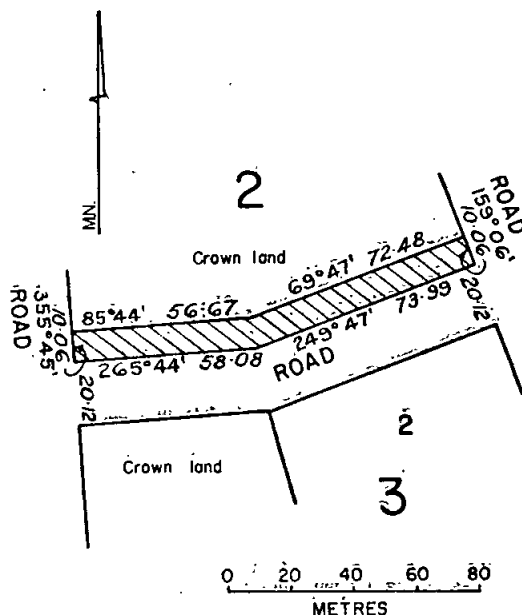 MN.
2
Crown land
ROAD
159°06'
10·06
20·12
69°47' 72·48
249°47' 73·99
85°44' 56·67
265°44' 58·08
ROAD
355°45'
10·06
20·12
ROAD
Crown land
2
3
0 20 40 60 80
METRES